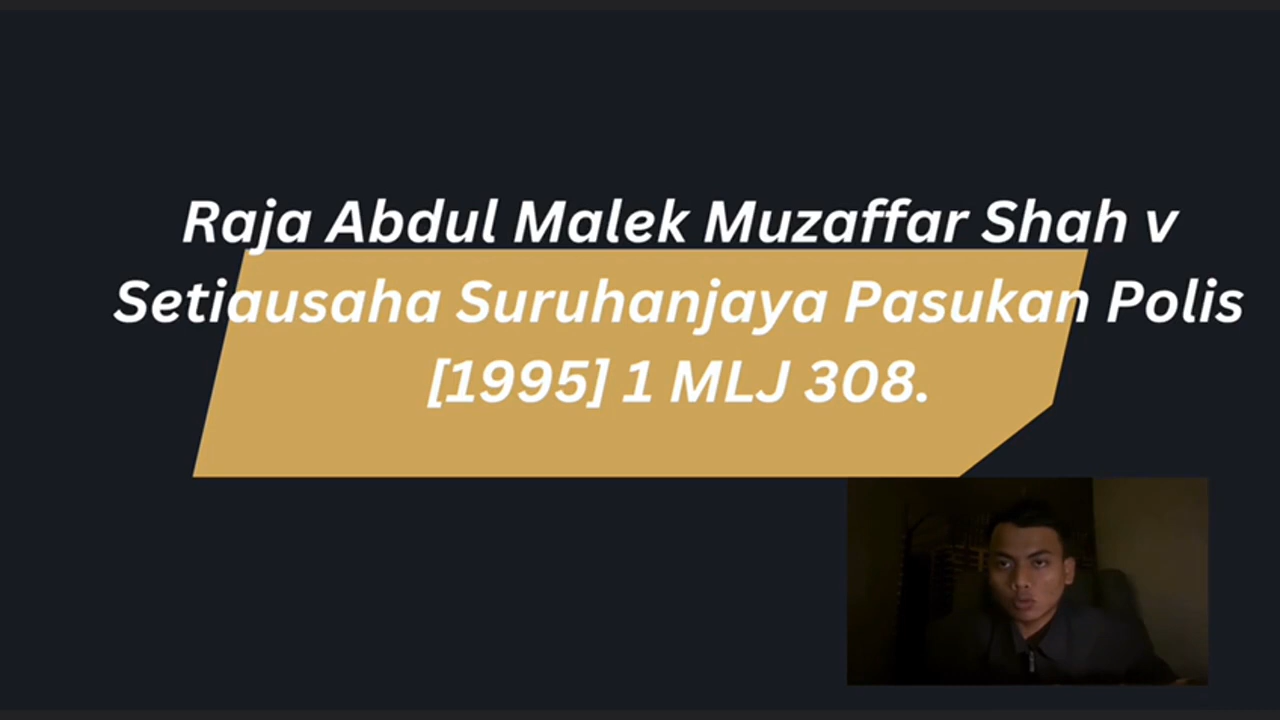 Raja Abdul Malek Muzaffar Shah v
Setiausaha Suruhanjaya Pasukan Polis
[1995] 1 MLJ 308.